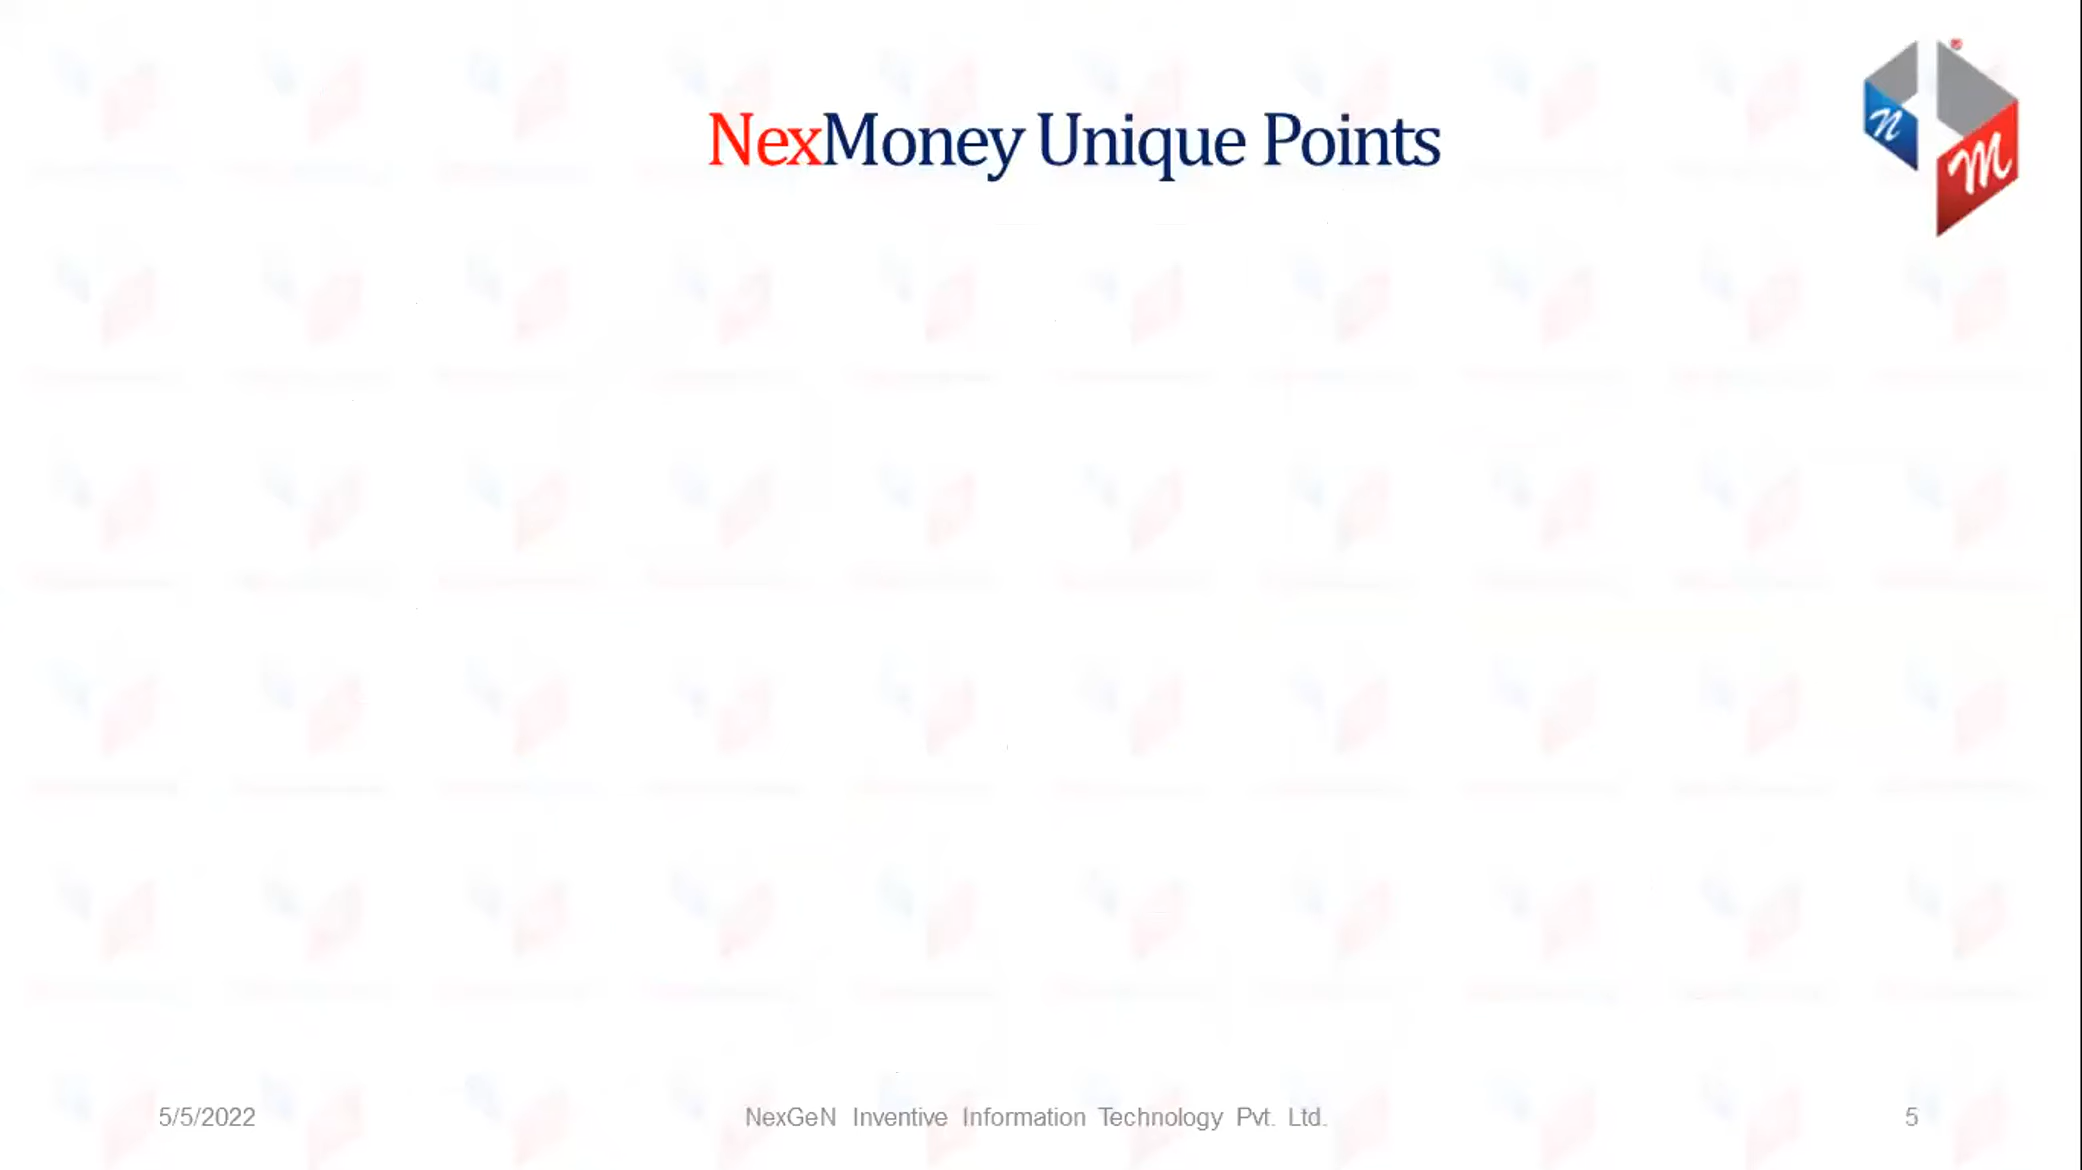 NexMoney Unique Points
n
M
5/5/2022 NexGeN Inventive Information Technology Pvt. Ltd. 5